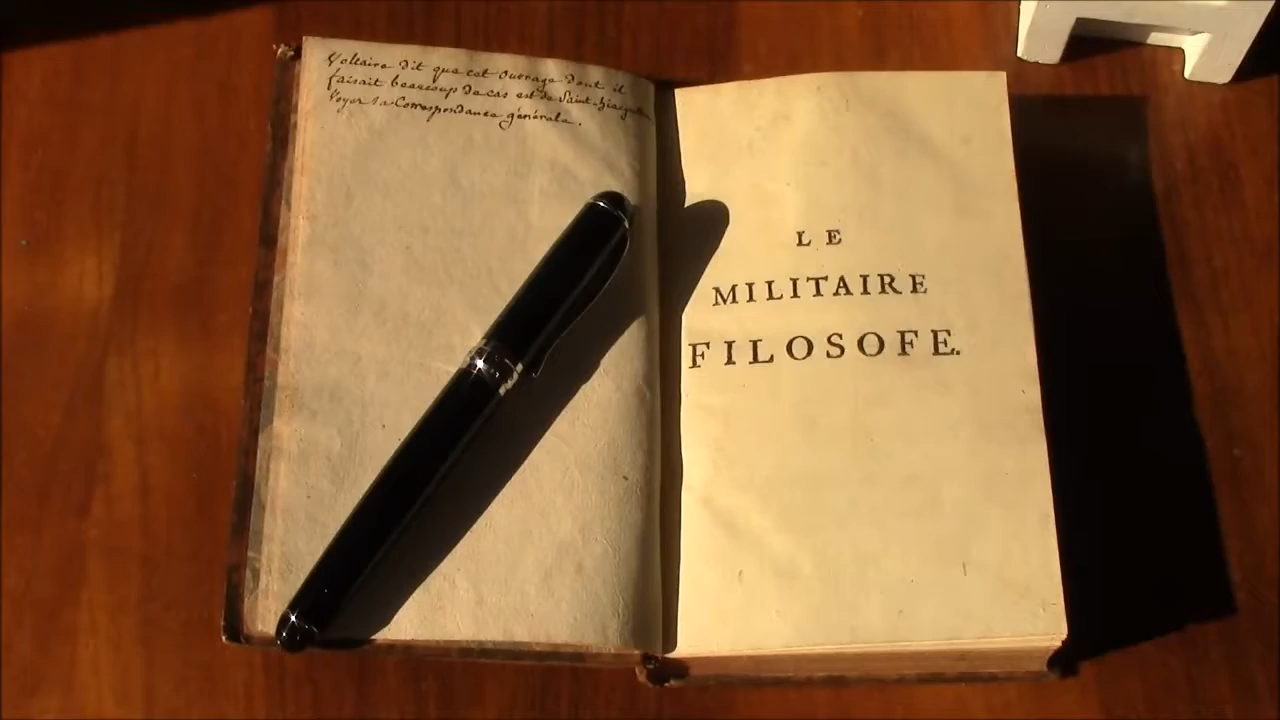 Voltaire dit que cet ouvrage dont il
faisait beaucoup de cas est de Saint-hiacynthe
Voyez sa Correspondance générale.
LE
MILITAIRE
FILOSOFE.